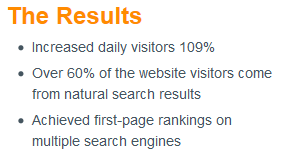 The Results
Increased daily visitors 109%
Over 60% of the website visitors come
from natural search results
Achieved first-page rankings on
multiple search engines